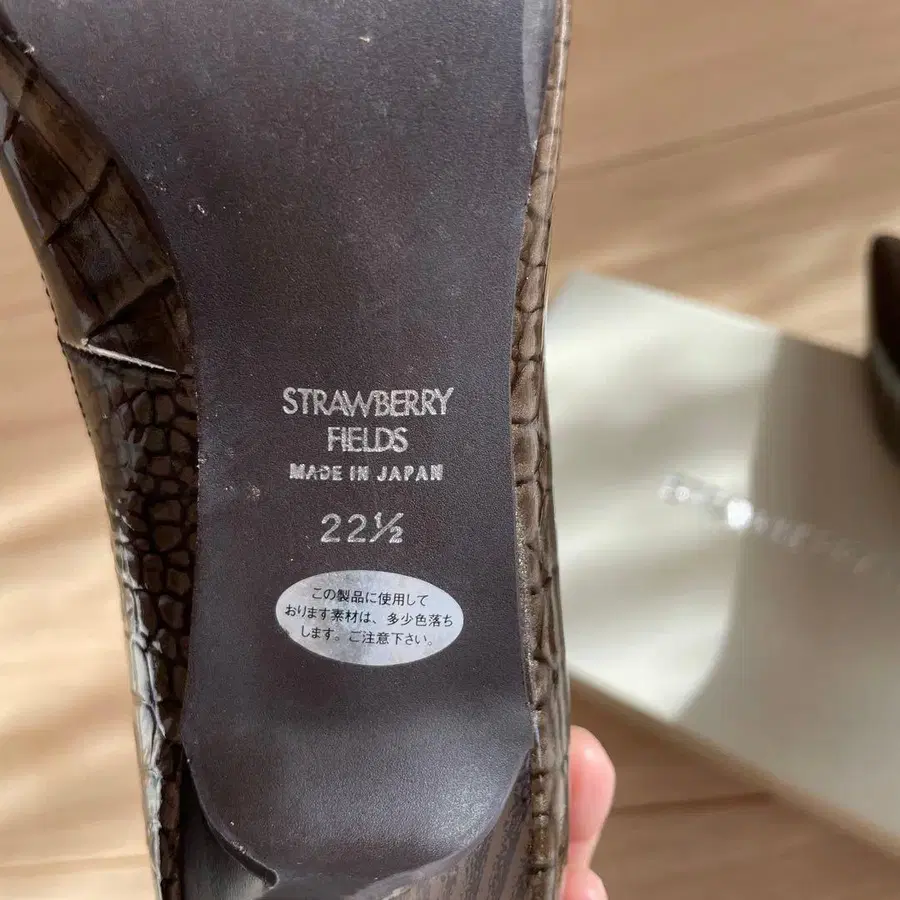 STRAWBERRY
FIELDS
MADE IN JAPAN
22½
この製品に使用して
おります素材は、多少色落ち
します。ご注意下さい。